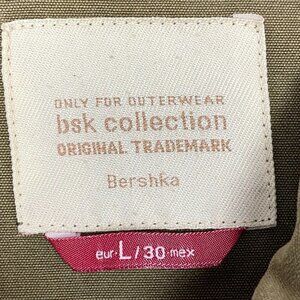 ONLY FOR OUTERWEAR
bsk collection
ORIGINAL TRADEMARK
Bershka
eur·L/30·mex